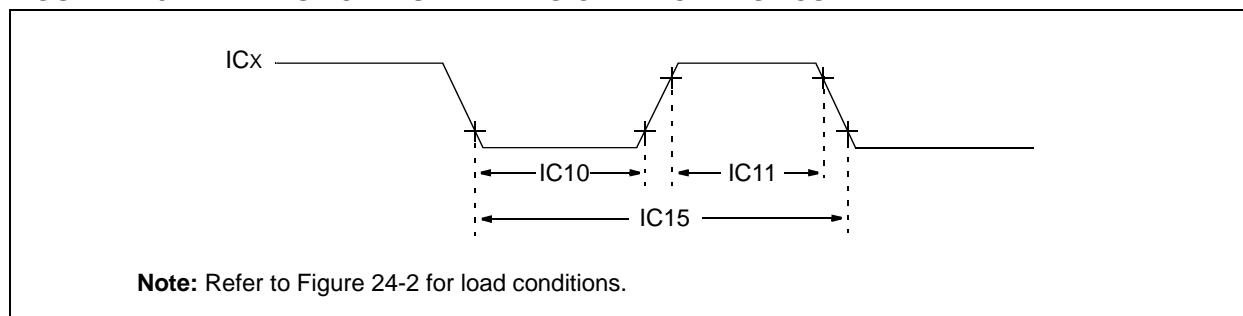 ICx
IC10
IC11
IC15
Note: Refer to Figure 24-2 for load conditions.